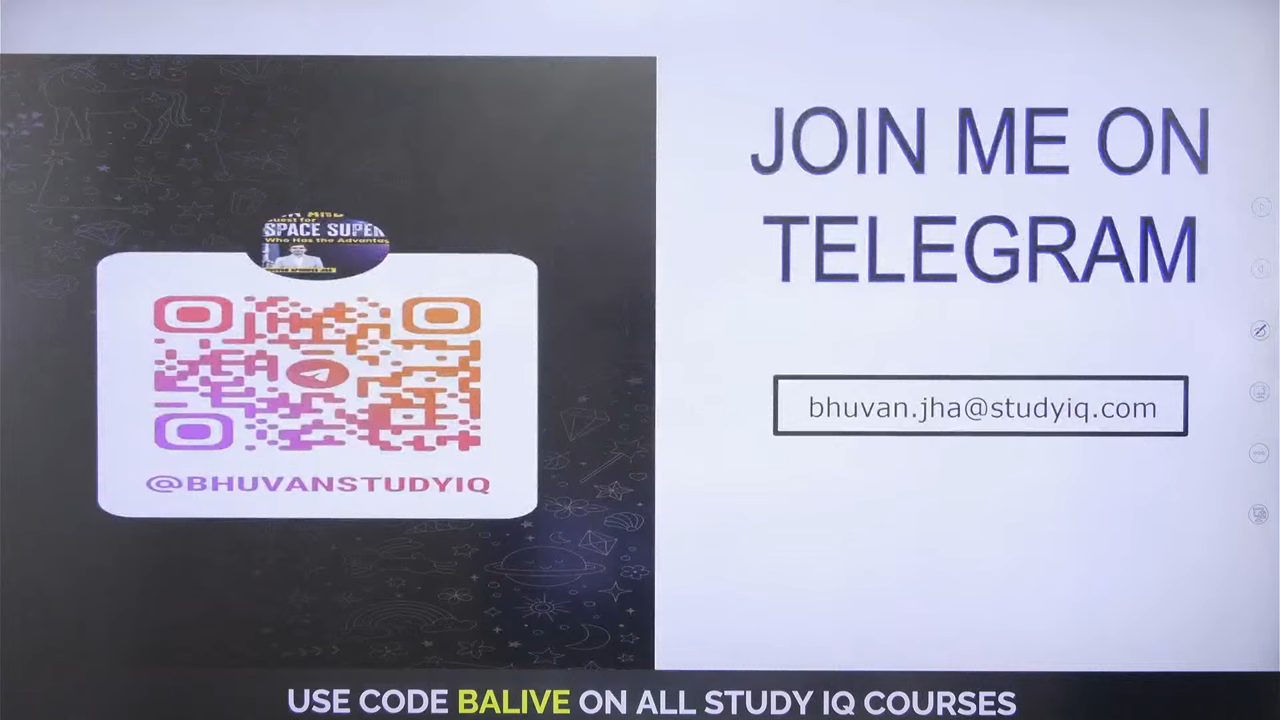 SPACE SUPER
Who Has the Advantag
@BHUVANSTUDYIQ
JOIN ME ON
TELEGRAM
bhuvan.jha@studyiq.com
USE CODE BALIVE ON ALL STUDY IQ COURSES